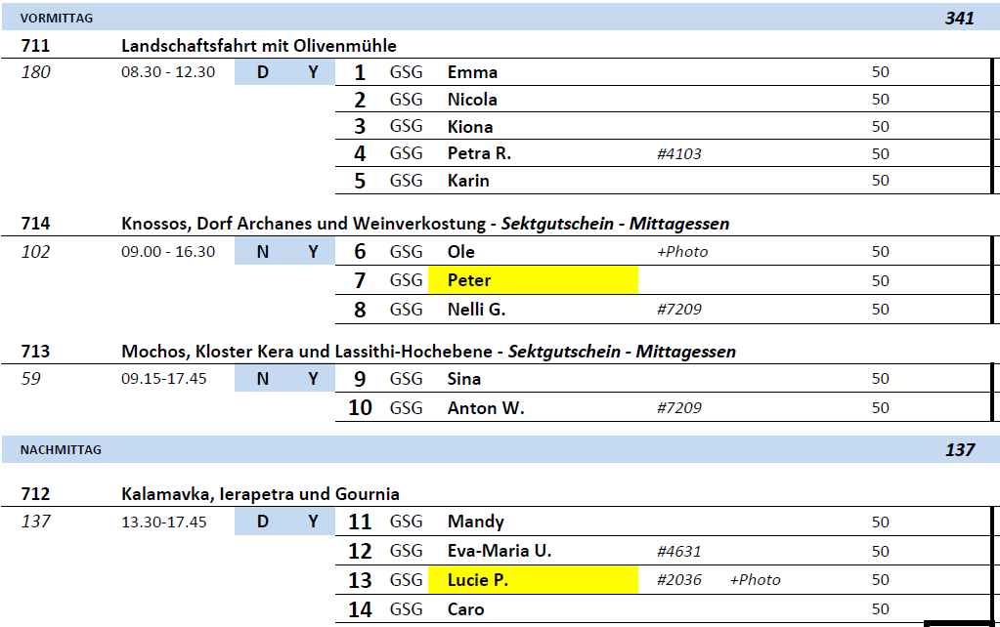 VORMITTAG 341
711 Landschaftsfahrt mit Olivenmühle
180 08.30 - 12.30 D Y 1 GSG Emma 50
2 GSG Nicola 50
3 GSG Kiona 50
4 GSG Petra R. #4103 50
5 GSG Karin 50
714 Knossos, Dorf Archanes und Weinverkostung - Sektgutschein - Mittagessen
102 09.00 - 16.30 N Y 6 GSG Ole +Photo 50
7 GSG Peter 50
8 GSG Nelli G. #7209 50
713 Mochos, Kloster Kera und Lassithi-Hochebene - Sektgutschein - Mittagessen
59 09.15-17.45 N Y 9 GSG Sina 50
10 GSG Anton W. #7209 50
NACHMITTAG 137
712 Kalamavka, Ierapetra und Gournia
137 13.30-17.45 D Y 11 GSG Mandy 50
12 GSG Eva-Maria U. #4631 50
13 GSG Lucie P. #2036 +Photo 50
14 GSG Caro 50